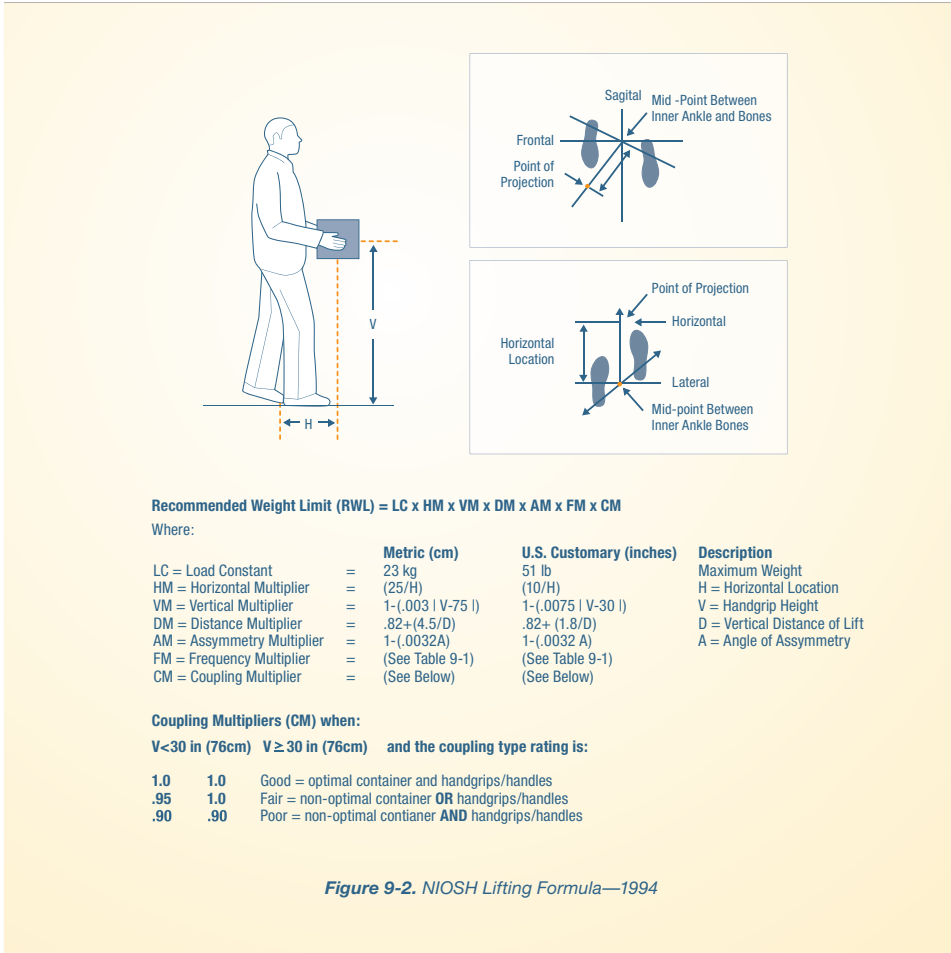 Sagital
Mid -Point Between
Inner Ankle and Bones
Frontal
Point of
Projection
V
H
Point of Projection
Horizontal
Horizontal
Location
Lateral
Mid-point Between
Inner Ankle Bones
Recommended Weight Limit (RWL) = LC x HM x VM x DM x AM x FM x CM
Where:
Metric (cm) U.S. Customary (inches) Description
LC = Load Constant = 23 kg 51 lb Maximum Weight
HM = Horizontal Multiplier = (25/H) (10/H) H = Horizontal Location
VM = Vertical Multiplier = 1-(.003 | V-75 |) 1-(.0075 | V-30 |) V = Handgrip Height
DM = Distance Multiplier = .82+(4.5/D) .82+ (1.8/D) D = Vertical Distance of Lift
AM = Assymetry Multiplier = 1-(.0032A) 1-(.0032 A) A = Angle of Assymetry
FM = Frequency Multiplier = (See Table 9-1) (See Table 9-1)
CM = Coupling Multiplier = (See Below) (See Below)
Coupling Multipliers (CM) when:
V<30 in (76cm) V ≥ 30 in (76cm) and the coupling type rating is:
1.0 1.0 Good = optimal container and handgrips/handles
.95 1.0 Fair = non-optimal container OR handgrips/handles
.90 .90 Poor = non-optimal contianer AND handgrips/handles
Figure 9-2. NIOSH Lifting Formula—1994